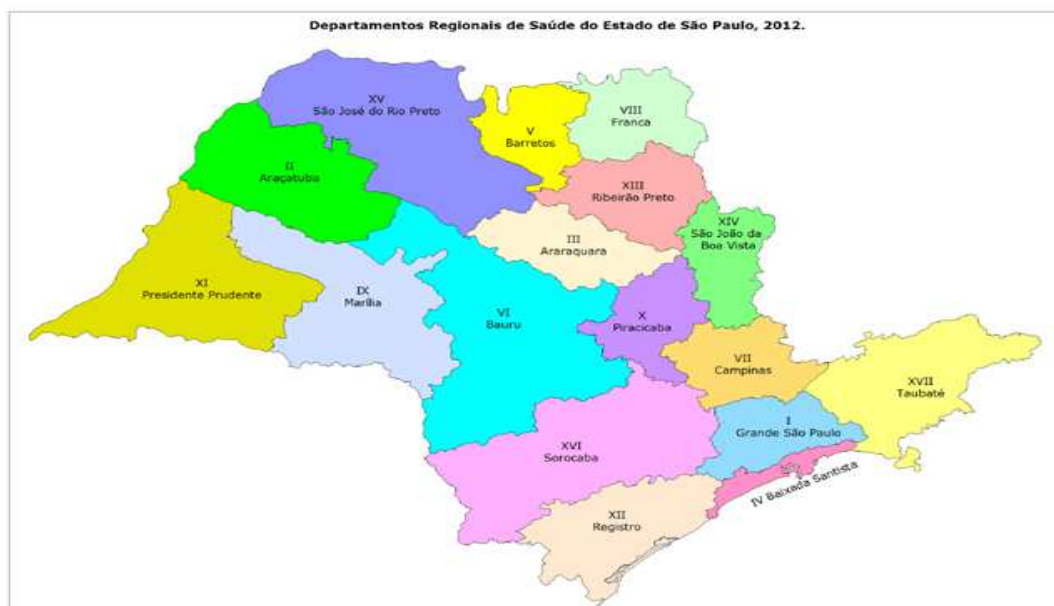 Departamentos Regionais de Saúde do Estado de São Paulo, 2012.
XV
São José do Rio Preto
VIII
Franca
V
Barretos
II
Araçatuba
XIII
Ribeirão Preto
XIV
São João da
Boa Vista
III
Araraquara
XI
Presidente Prudente
IX
Marília
VI
Bauru
X
Piracicaba
VII
Campinas
XVII
Taubaté
I
Grande São Paulo
XVI
Sorocaba
IV Baixada Santista
XII
Registro